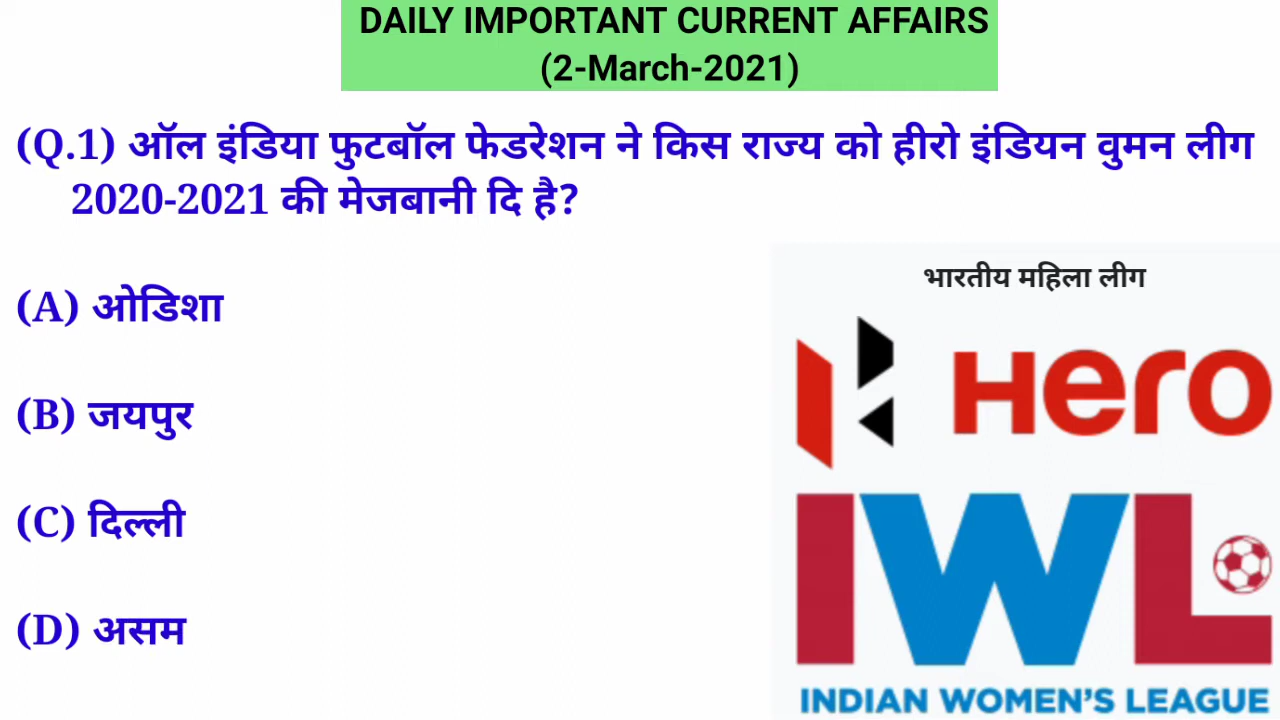 DAILY IMPORTANT CURRENT AFFAIRS
(2-March-2021)
(Q.1) ऑल इंडिया फुटबॉल फेडरेशन ने किस राज्य को हीरो इंडियन वुमन लीग
2020-2021 की मेजबानी दि है?
(A) ओडिशा
(B) जयपुर
(C) दिल्ली
(D) असम
भारतीय महिला लीग
Hero
IWL
INDIAN WOMEN'S LEAGUE